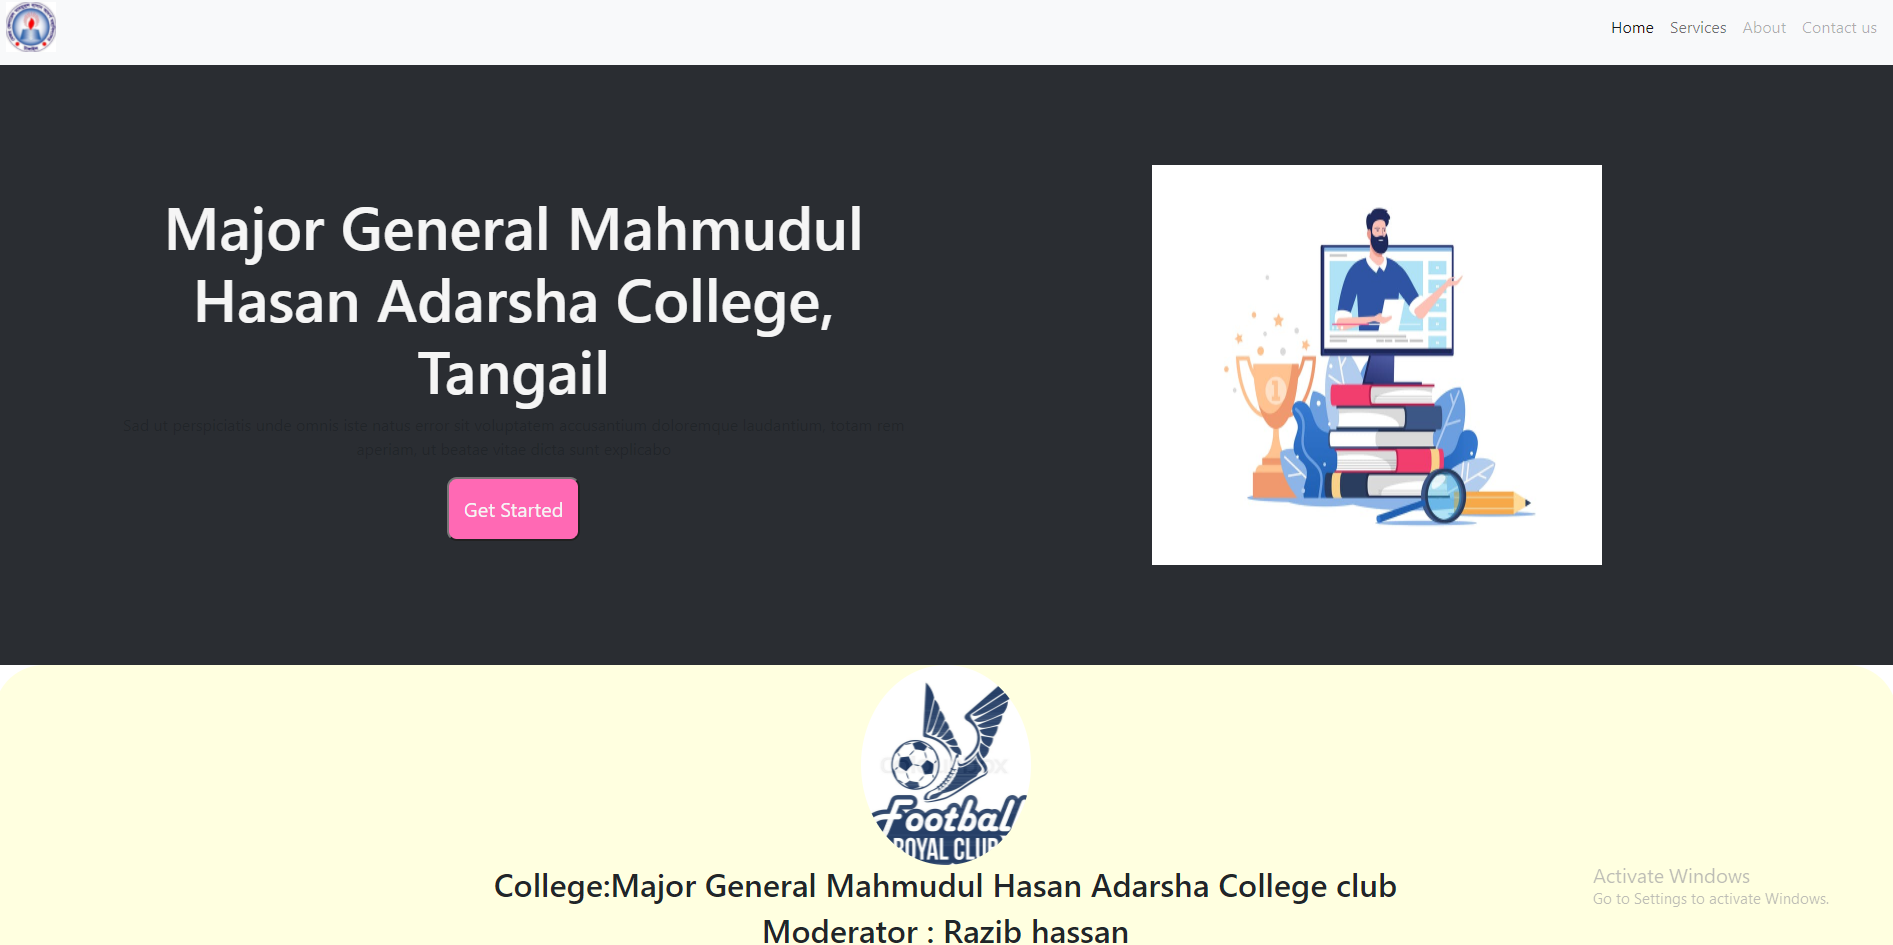 Home Services About Contact us
Major General Mahmudul
Hasan Adarsha College,
Tangail
Sad ut perspiciatis unde omnis iste natus error sit voluptatem accusantium doloremque laudantium, totam rem
aperiam, ut beatae vitae dicta sunt explicabo
Get Started
1
Football
ROYAL CLUB
College:Major General Mahmudul Hasan Adarsha College club
Moderator : Razib hassan
Activate Windows
Go to Settings to activate Windows.